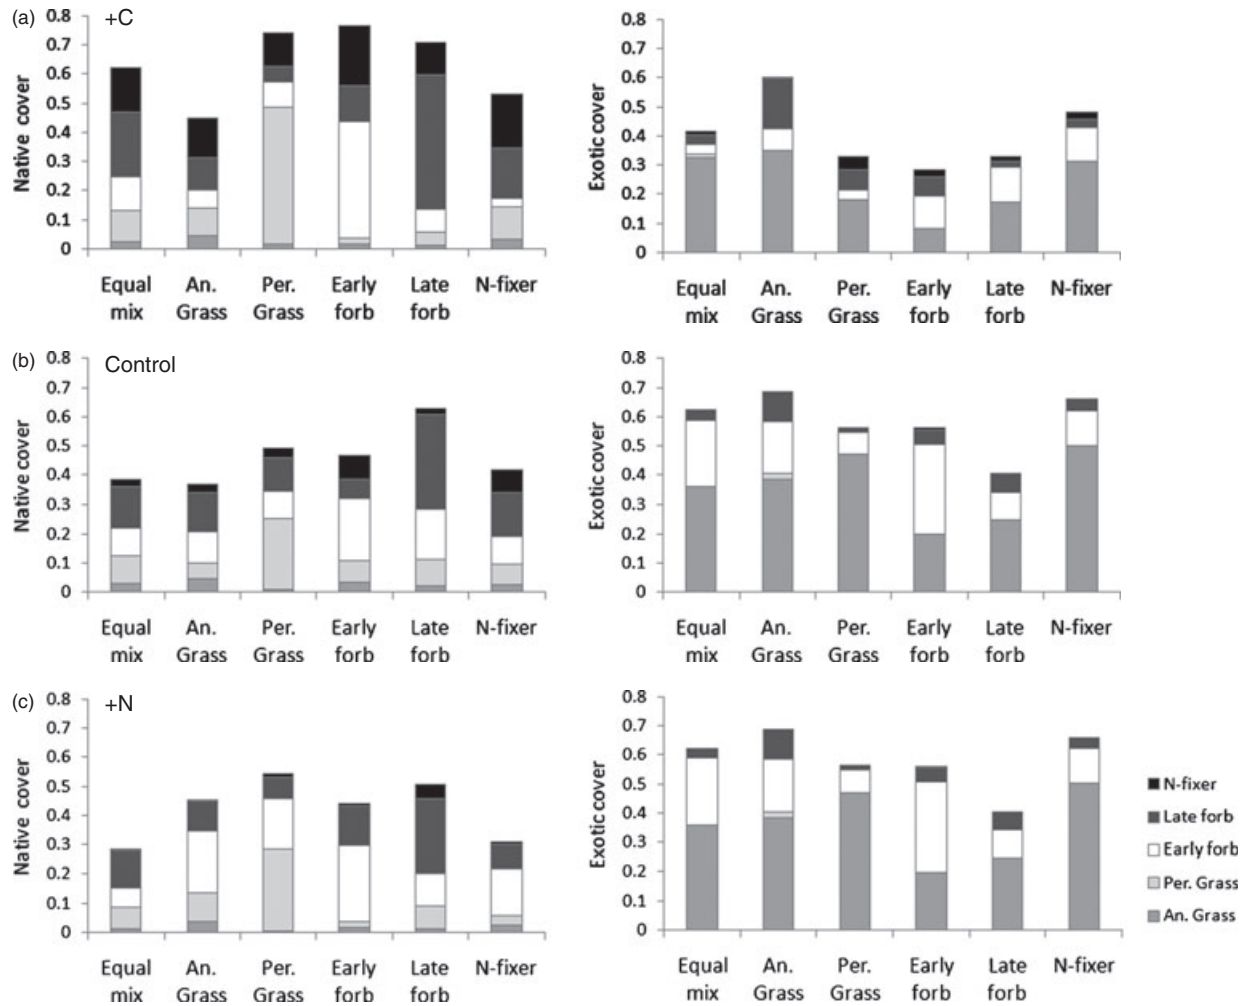 (a)
+C
Native cover
0.8
0.7
0.6
0.5
0.4
0.3
0.2
0.1
0
Equal mix
An. Grass
Per. Grass
Early forb
Late forb
N-fixer
Exotic cover
0.8
0.7
0.6
0.5
0.4
0.3
0.2
0.1
0
Equal mix
An. Grass
Per. Grass
Early forb
Late forb
N-fixer
(b)
Control
Native cover
0.8
0.7
0.6
0.5
0.4
0.3
0.2
0.1
0
Equal mix
An. Grass
Per. Grass
Early forb
Late forb
N-fixer
Exotic cover
0.8
0.7
0.6
0.5
0.4
0.3
0.2
0.1
0
Equal mix
An. Grass
Per. Grass
Early forb
Late forb
N-fixer
(c)
+N
Native cover
0.8
0.7
0.6
0.5
0.4
0.3
0.2
0.1
0
Equal mix
An. Grass
Per. Grass
Early forb
Late forb
N-fixer
Exotic cover
0.8
0.7
0.6
0.5
0.4
0.3
0.2
0.1
0
Equal mix
An. Grass
Per. Grass
Early forb
Late forb
N-fixer
N-fixer
Late forb
Early forb
Per. Grass
An. Grass